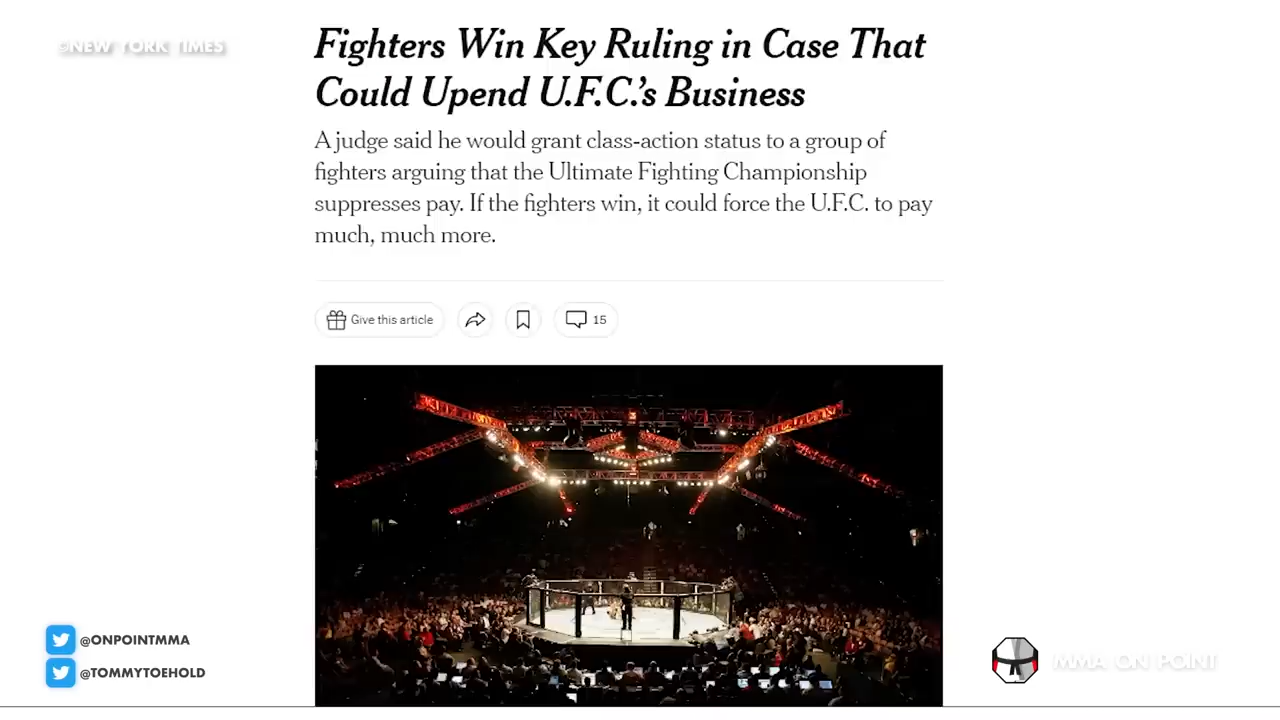 ©NEW YORK TIMES
Fighters Win Key Ruling in Case That
Could Upend U.F.C.'s Business
A judge said he would grant class-action status to a group of
fighters arguing that the Ultimate Fighting Championship
suppresses pay. If the fighters win, it could force the U.F.C. to pay
much, much more.
Give this article
15
@ONPOINTMMA
@TOMMYTOEHOLD
MMA ON POINT